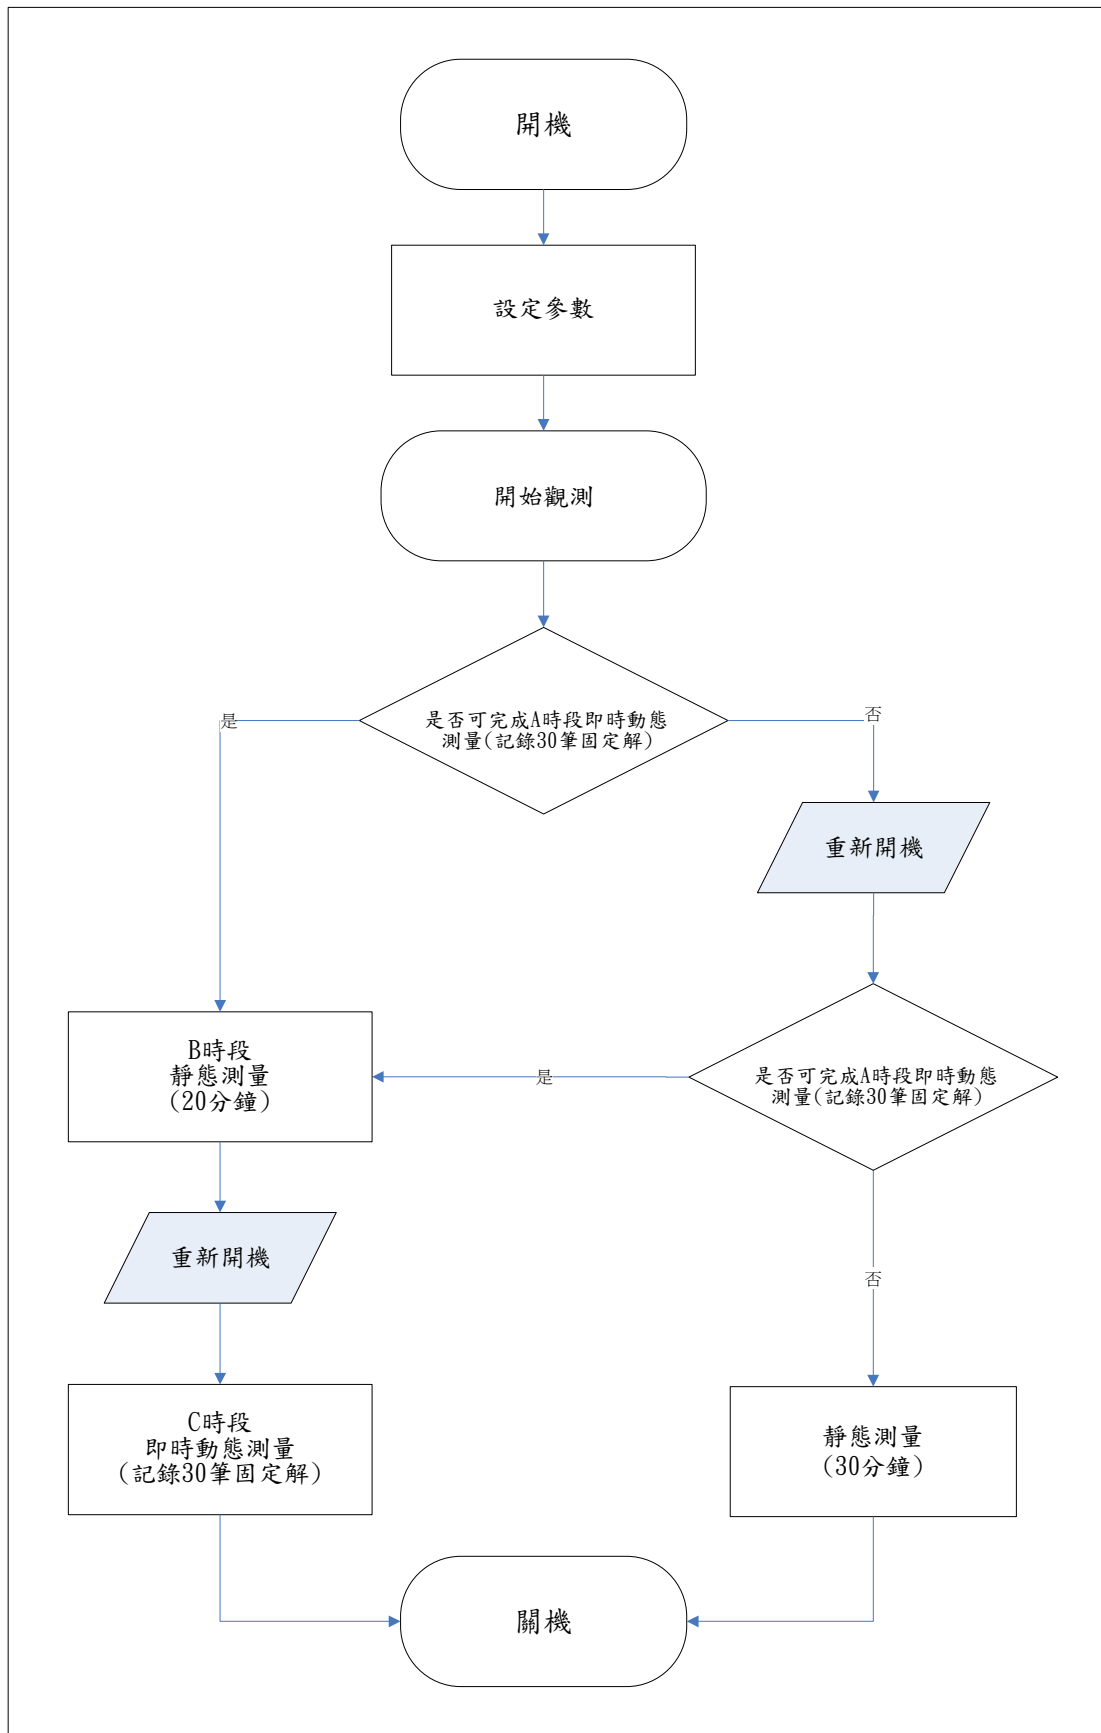 開機
設定參數
開始觀測
是否可完成A時段即時動態
測量(記錄30筆固定解)
是
否
重新開機
B時段
靜態測量
(20分鐘)
是
是否可完成A時段即時動態
測量(記錄30筆固定解)
重新開機
否
C時段
即時動態測量
(記錄30筆固定解)
靜態測量
(30分鐘)
關機